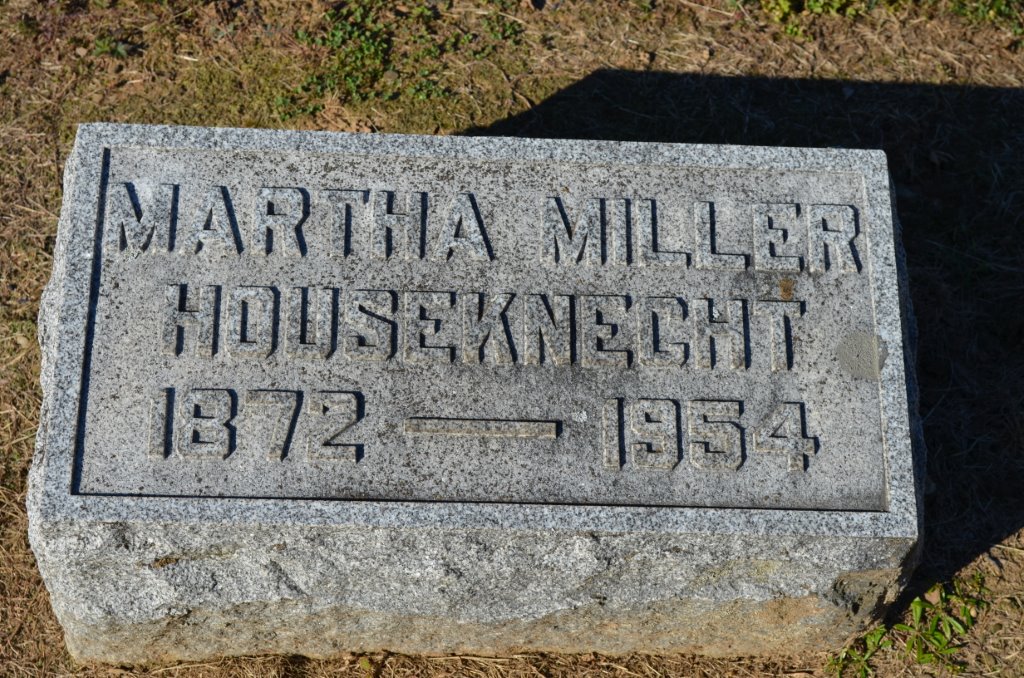 MARTHA MILLER
HOUSEKNECHT
1872 — 1954